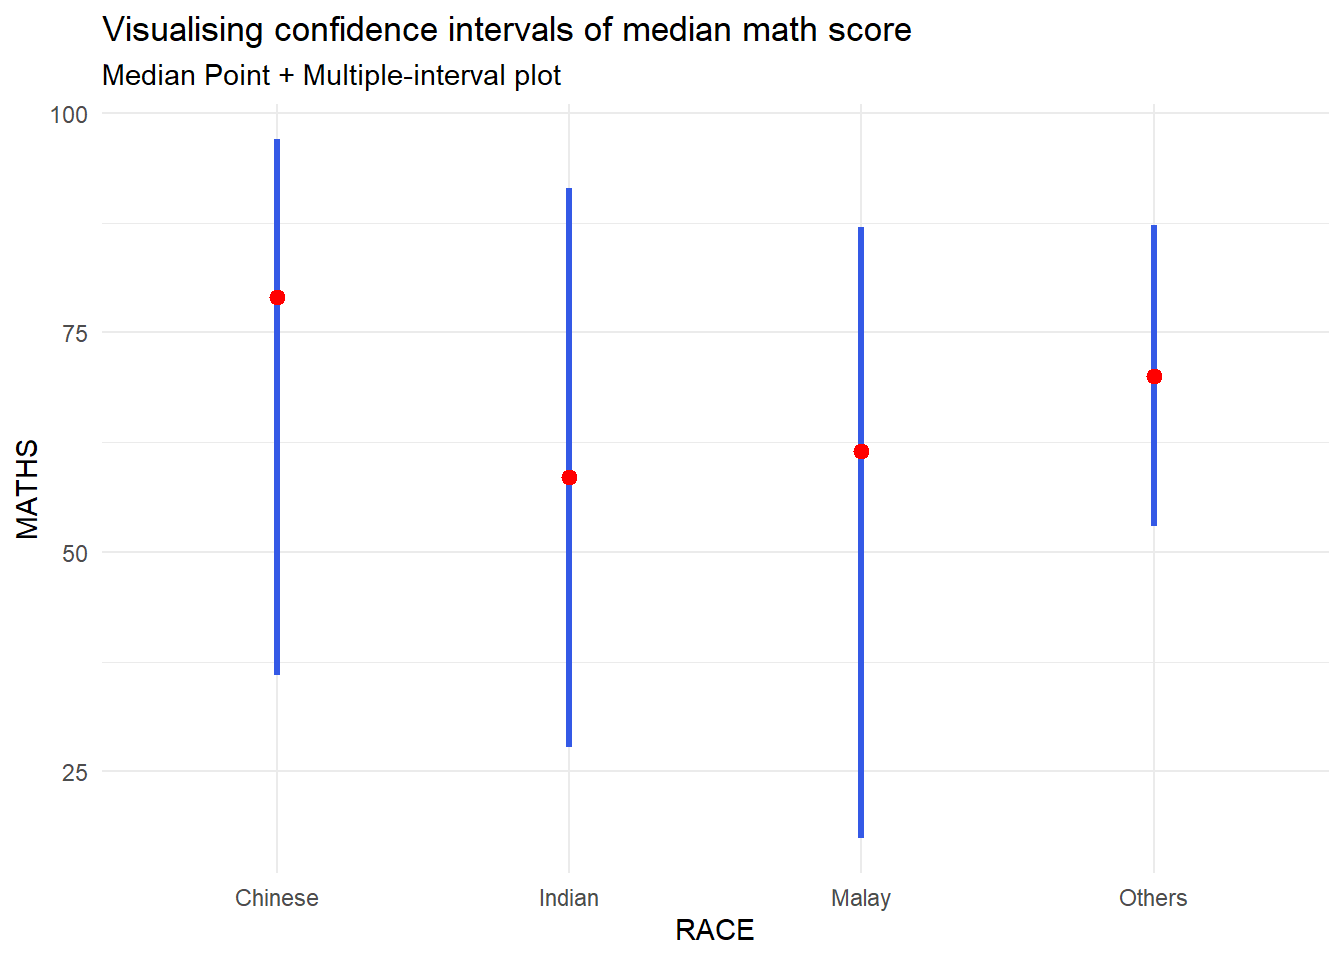 Visualising confidence intervals of median math score
Median Point + Multiple-interval plot
100
75
50
25
MATHS
Chinese
Indian
Malay
Others
RACE